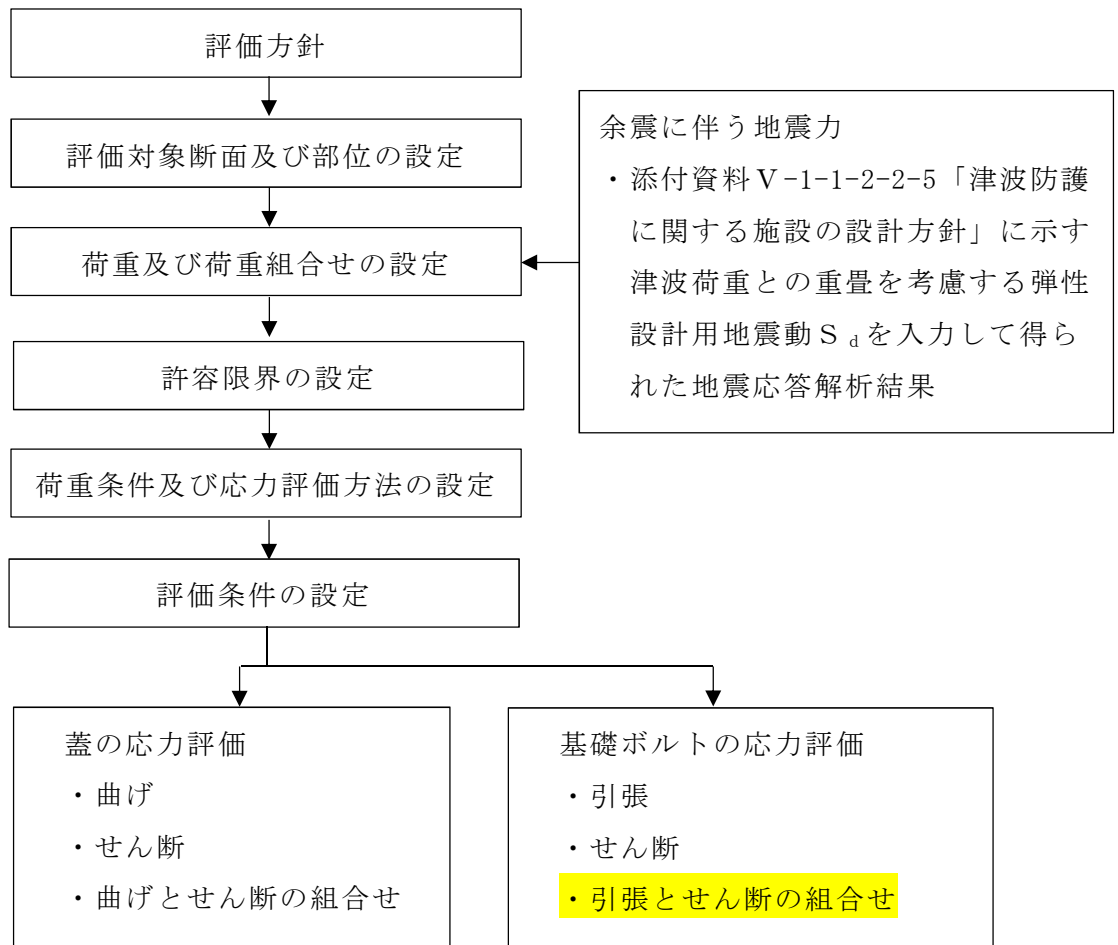 評価方針
評価対象断面及び部位の設定
荷重及び荷重組合せの設定
余震に伴う地震力
・添付資料Ⅴ-1-1-2-2-5「津波防護
に関する施設の設計方針」に示す
津波荷重との重畳を考慮する弾性
設計用地震動Ｓdを入力して得ら
れた地震応答解析結果
許容限界の設定
荷重条件及び応力評価方法の設定
評価条件の設定
蓋の応力評価
・曲げ
・せん断
・曲げとせん断の組合せ
基礎ボルトの応力評価
・引張
・せん断
・引張とせん断の組合せ